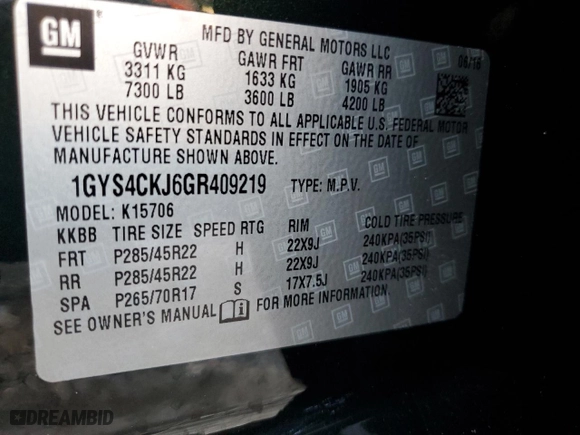 GM
MFD BY GENERAL MOTORS LLC
GVWR GAWR FRT GAWR RR 06/16
3311 KG 1633 KG 1905 KG
7300 LB 3600 LB 4200 LB
THIS VEHICLE CONFORMS TO ALL APPLICABLE U.S. FEDERAL MOTOR
VEHICLE SAFETY STANDARDS IN EFFECT ON THE DATE OF
MANUFACTURE SHOWN ABOVE.
1GYS4CKJ6GR409219 TYPE: M.P.V.
MODEL: K15706
KKBB TIRE SIZE SPEED RTG RIM COLD TIRE PRESSURE
FRT P285/45R22 H 22X9J 240KPA(35PSI)
RR P285/45R22 H 22X9J 240KPA(35PSI)
SPA P265/70R17 S 17X7.5J 240KPA(35PSI)
SEE OWNER'S MANUAL FOR MORE INFORMATION
DREAMBID